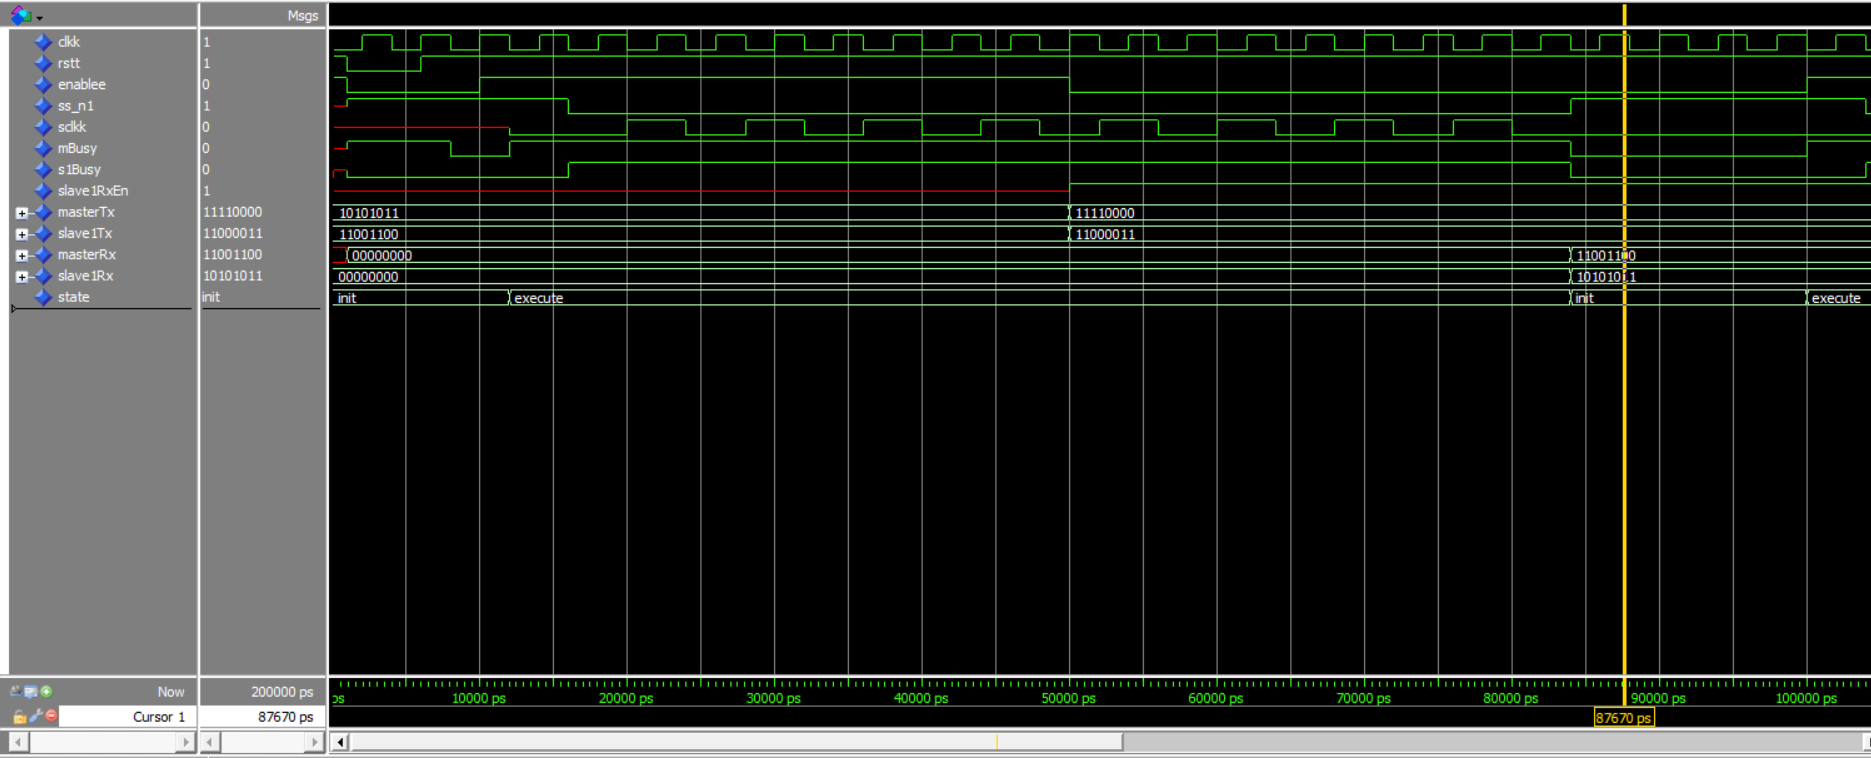 Msgs
clkk 1
rstt 1
enablee 0
ss_n1 1
sclkk 0
mBusy 0
s1Busy 0
slave1RxEn 1
masterTx 11110000 10101011 11110000
slave1Tx 11000011 11001100 11000011
masterRx 11001100 00000000 11001100
slave1Rx 10101011 00000000 10101011
state init init execute init execute
Now 200000 ps ps 10000 ps 20000 ps 30000 ps 40000 ps 50000 ps 60000 ps 70000 ps 80000 ps 90000 ps 100000 ps
Cursor 1 87670 ps 87670 ps